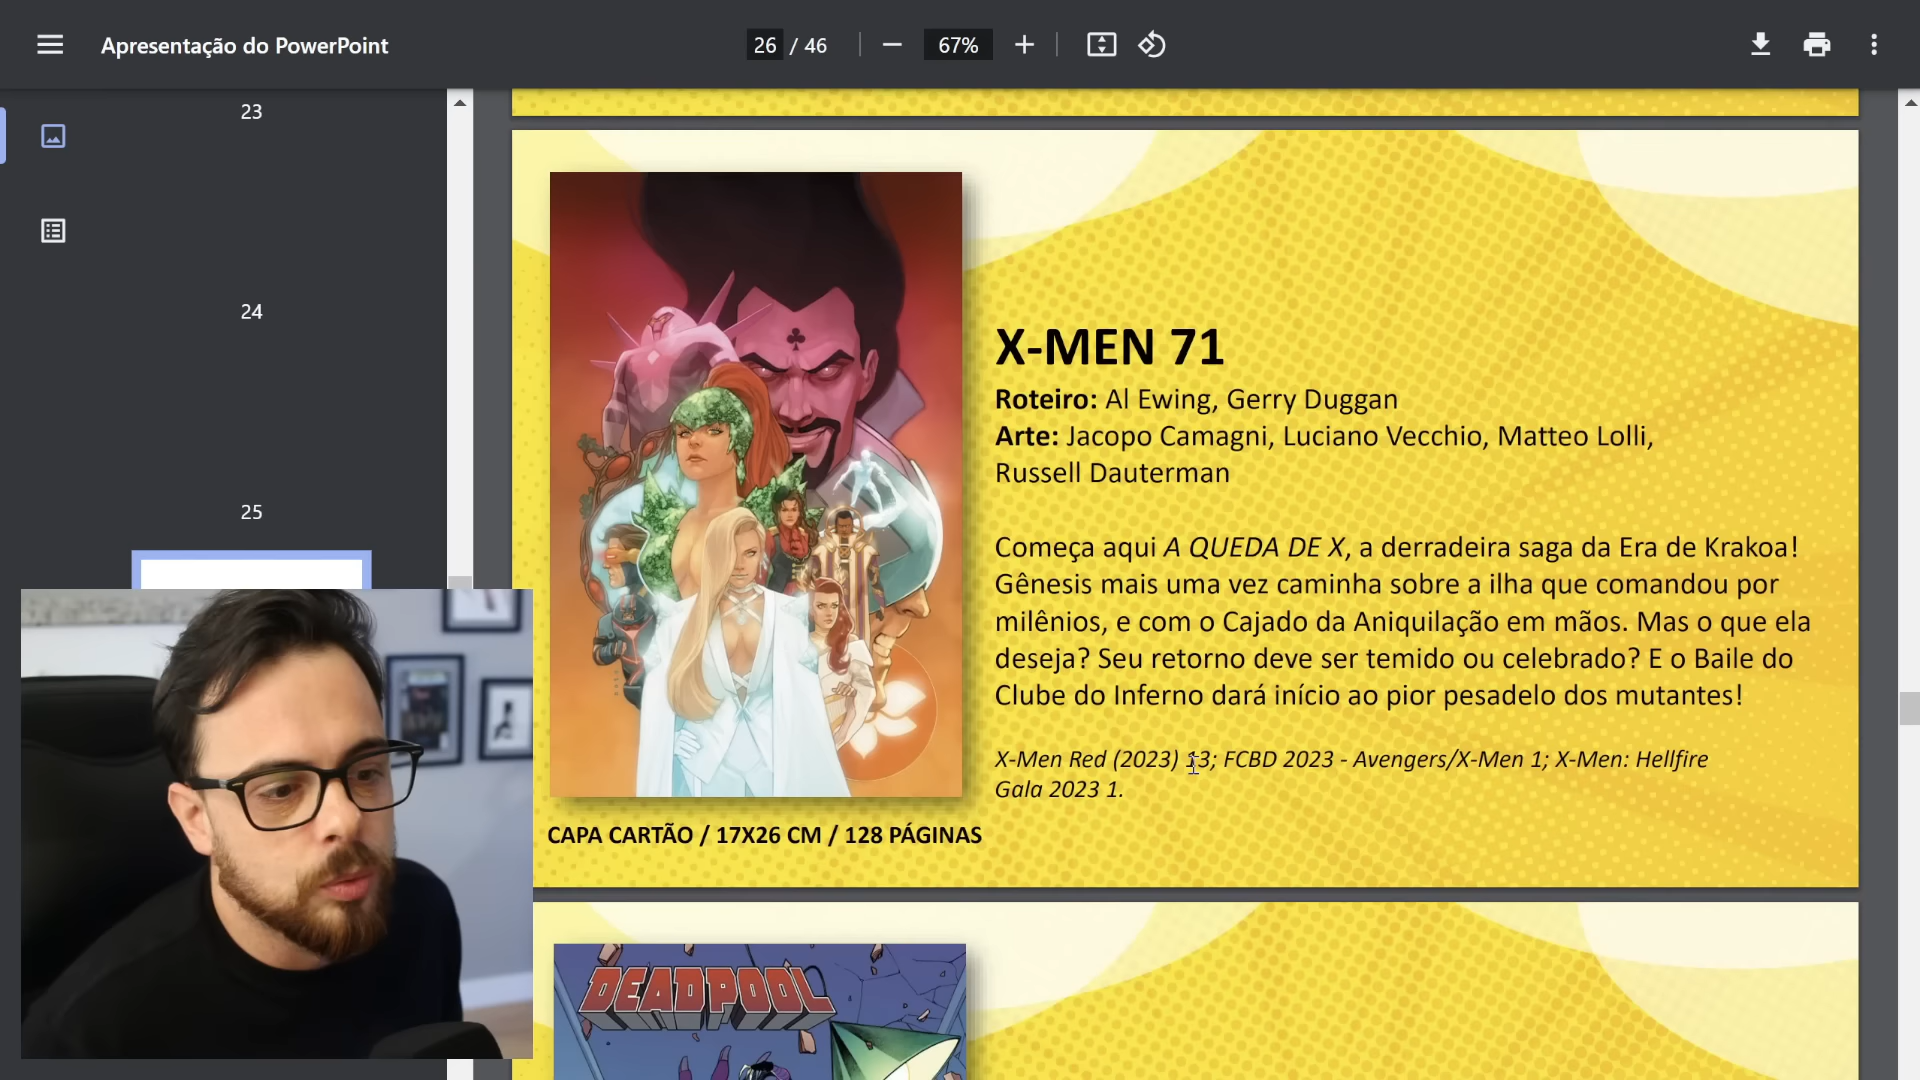 Apresentação do PowerPoint
26 / 46
67%
23
24
25
X-MEN 71
Roteiro: Al Ewing, Gerry Duggan
Arte: Jacopo Camagni, Luciano Vecchio, Matteo Lolli,
Russell Dauterman
Começa aqui A QUEDA DE X, a derradeira saga da Era de Krakoa!
Gênesis mais uma vez caminha sobre a ilha que comandou por
milênios, e com o Cajado da Aniquilação em mãos. Mas o que ela
deseja? Seu retorno deve ser temido ou celebrado? E o Baile do
Clube do Inferno dará início ao pior pesadelo dos mutantes!
X-Men Red (2023) 13; FCBD 2023 - Avengers/X-Men 1; X-Men: Hellfire
Gala 2023 1.
CAPA CARTÃO / 17X26 CM / 128 PÁGINAS
DEADPOOL